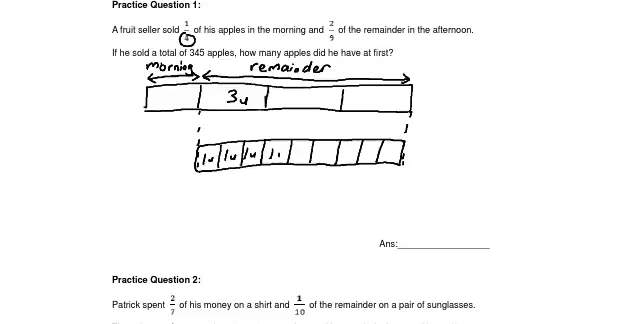 Practice Question 1:
A fruit seller sold 1/4 of his apples in the morning and 2/9 of the remainder in the afternoon.
If he sold a total of 345 apples, how many apples did he have at first?
morning remainder
3u
1u 1u 1u
Ans:
Practice Question 2:
Patrick spent 2/7 of his money on a shirt and 1/10 of the remainder on a pair of sunglasses.